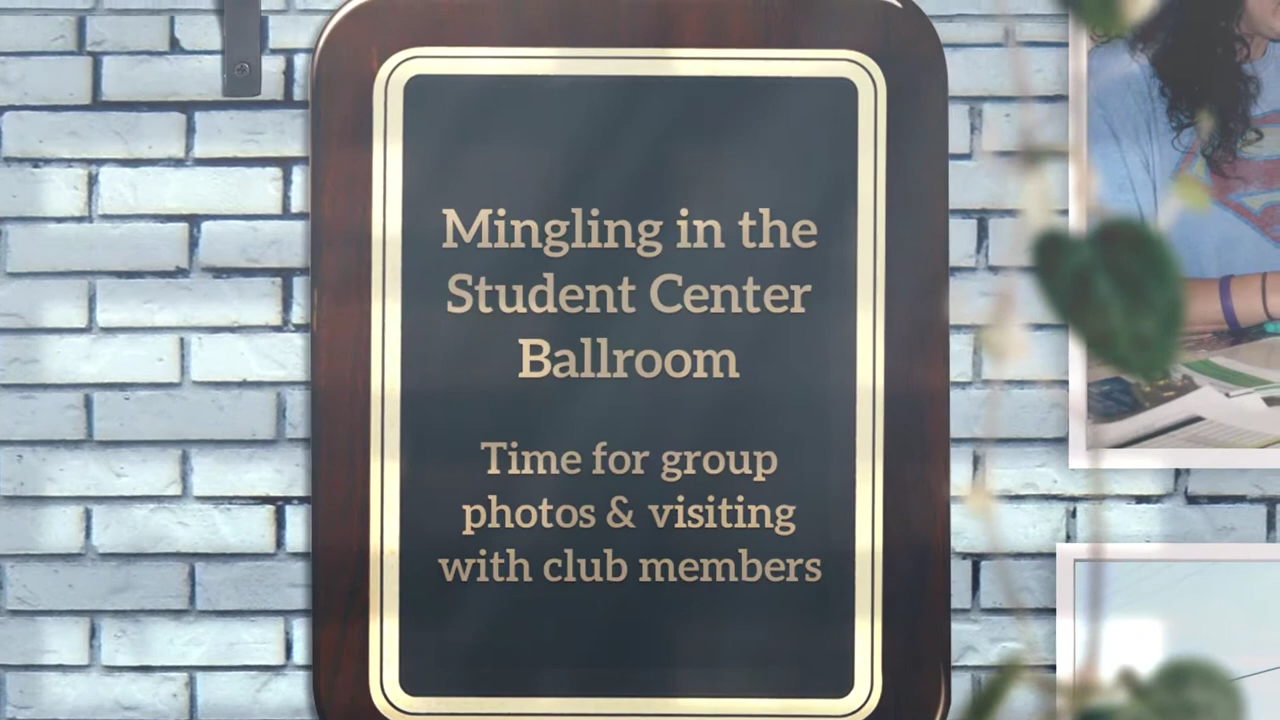 Mingling in the
Student Center
Ballroom
Time for group
photos & visiting
with club members